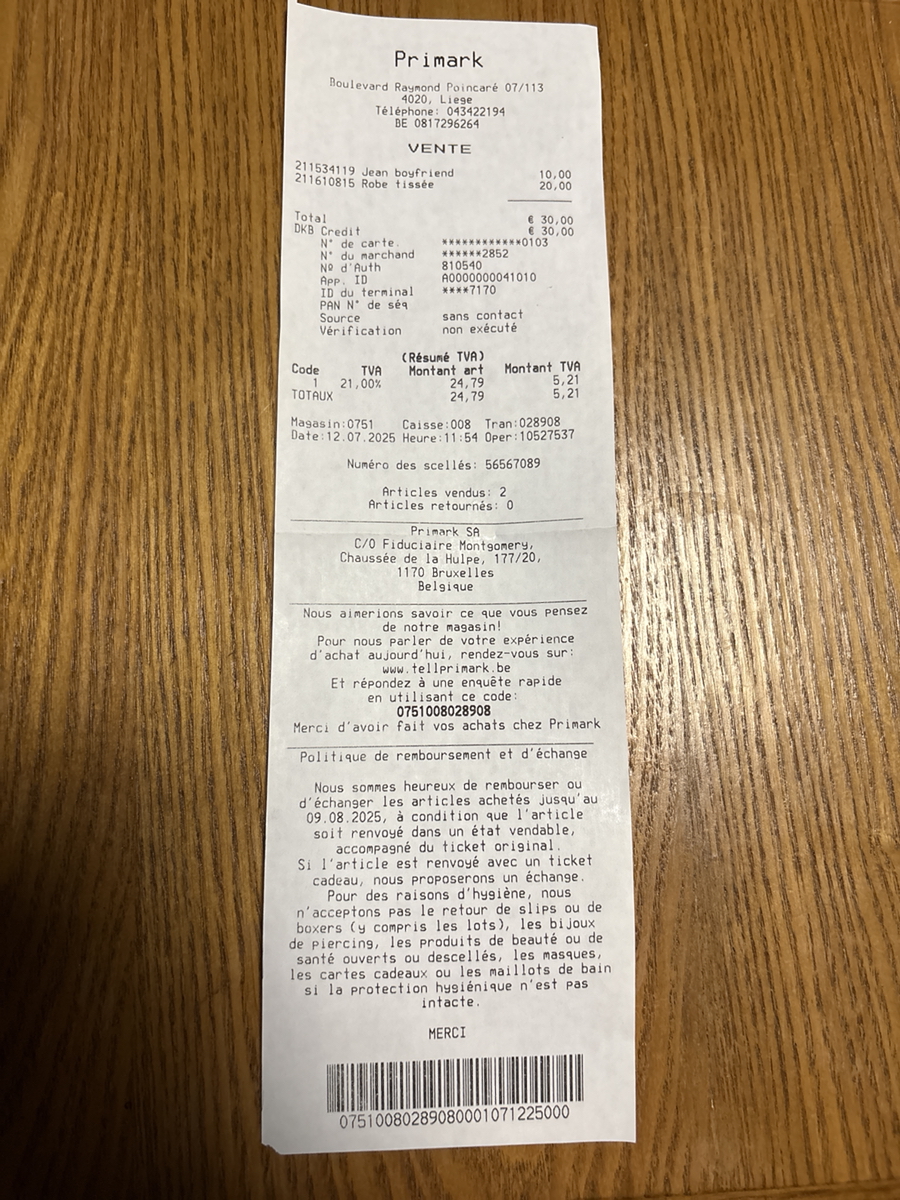 Primark
Boulevard Raymond Poincaré 07/113
4020, Liege
Téléphone: 043422194
BE 0817296264
VENTE
211534119 Jean boyfriend 10,00
211610815 Robe tissée 20,00
Total € 30,00
DKB Credit € 30,00
N° de carte. ************0103
N° du marchand ******2852
Nº d'Auth 810540
App. ID A0000000041010
ID du terminal ****7170
PAN N° de séq
Source sans contact
Vérification non exécuté
(Résumé TVA)
Code TVA Montant art Montant TVA
1 21,00% 24,79 5,21
TOTAUX 24,79 5,21
Magasin:0751 Caisse:008 Tran:028908
Date:12.07.2025 Heure:11:54 Oper:10527537
Numéro des scellés: 56567089
Articles vendus: 2
Articles retournés: 0
Primark SA
C/O Fiduciaire Montgomery,
Chaussée de la Hulpe, 177/20,
1170 Bruxelles
Belgique
Nous aimerions savoir ce que vous pensez
de notre magasin!
Pour nous parler de votre expérience
d'achat aujourd'hui, rendez-vous sur:
www.tellprimark.be
Et répondez à une enquête rapide
en utilisant ce code:
0751008028908
Merci d'avoir fait vos achats chez Primark
Politique de remboursement et d'échange
Nous sommes heureux de rembourser ou
d'échanger les articles achetés jusqu'au
09.08.2025, à condition que l'article
soit renvoyé dans un état vendable,
accompagné du ticket original.
Si l'article est renvoyé avec un ticket
cadeau, nous proposerons un échange.
Pour des raisons d'hygiène, nous
n'acceptons pas le retour de slips ou de
boxers (y compris les lots), les bijoux
de piercing, les produits de beauté ou de
santé ouverts ou descellés, les masques,
les cartes cadeaux ou les maillots de bain
si la protection hygiénique n'est pas
intacte.
MERCI
07510080289080001071225000